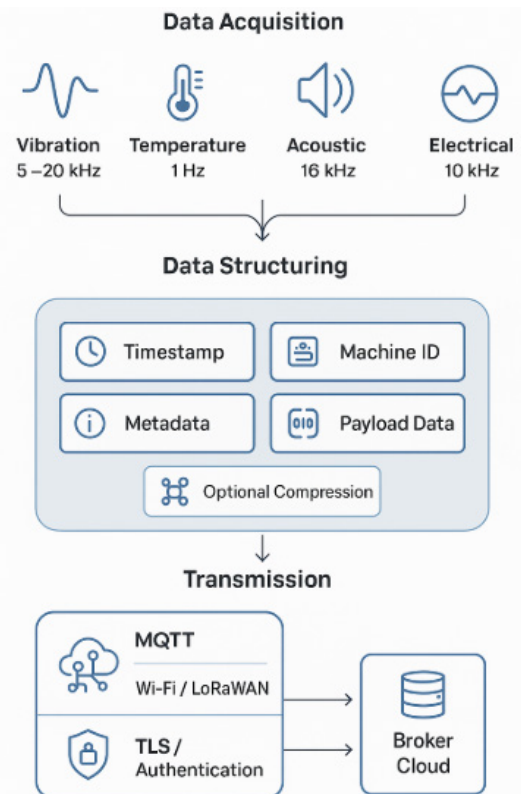 Data Acquisition
Vibration
5–20 kHz
Temperature
1 Hz
Acoustic
16 kHz
Electrical
10 kHz
Data Structuring
Timestamp
Machine ID
Metadata
010
Payload Data
Optional Compression
Transmission
MQTT
Wi-Fi / LoRaWAN
TLS /
Authentication
Broker
Cloud